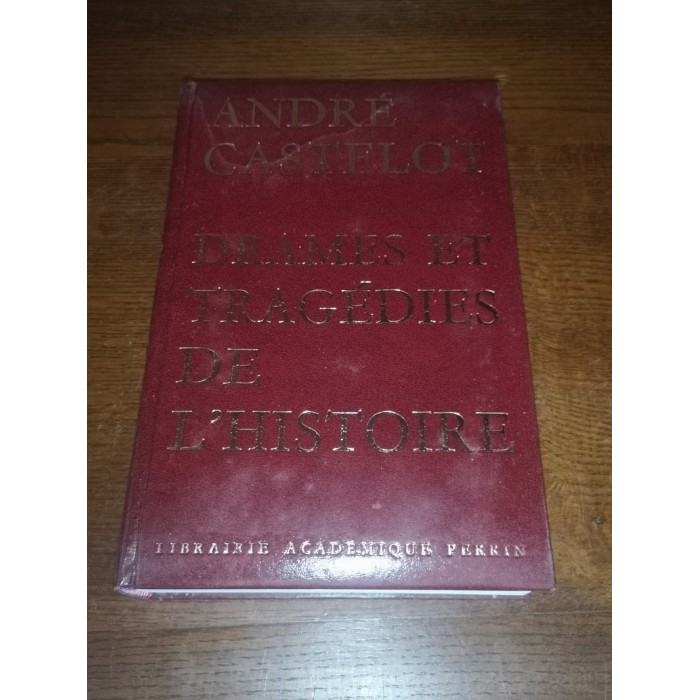 ANDRÉ
CASTELOT
DRAMES ET
TRAGÉDIES
DE
L'HISTOIRE
LIBRAIRIE ACADÉMIQUE PERRIN